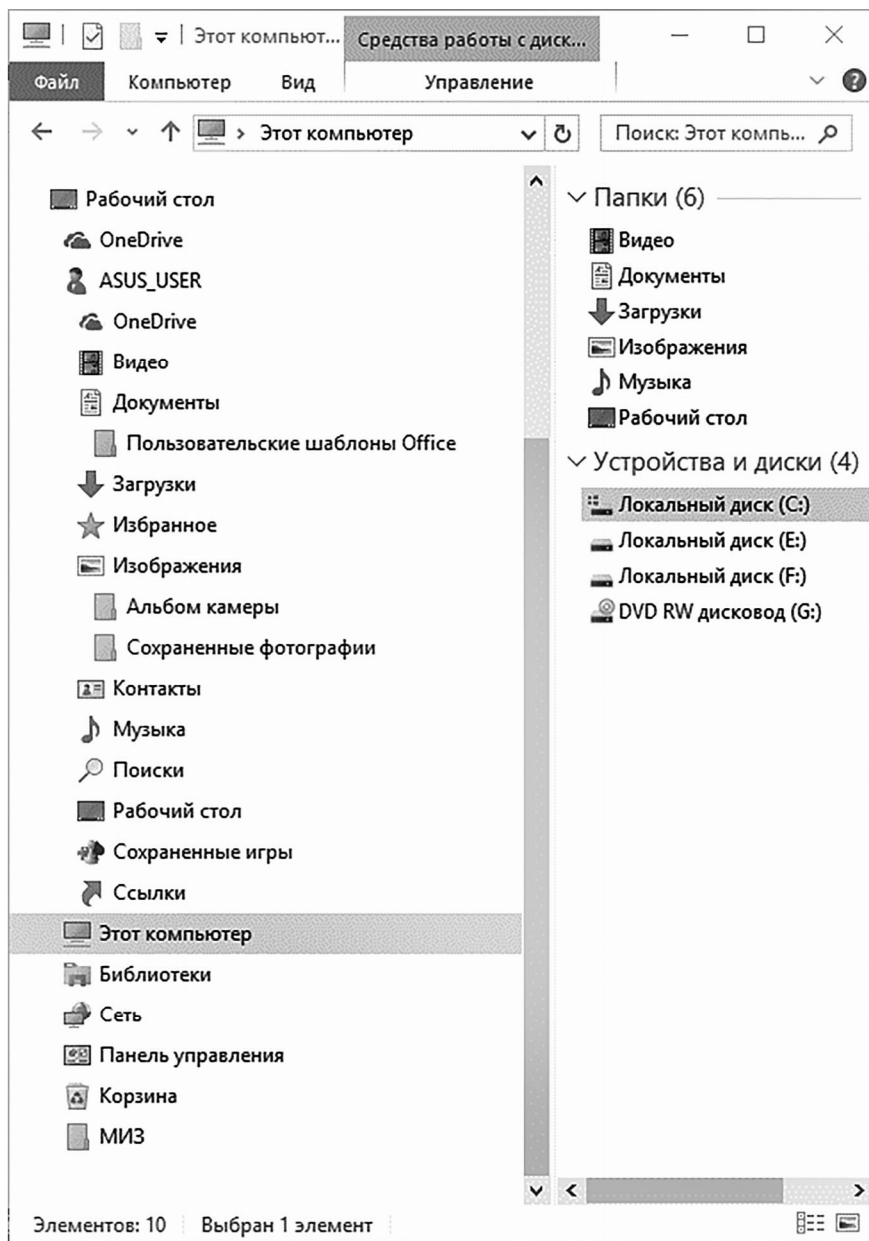 Этот компьют... Средства работы с диск...
Файл Компьютер Вид Управление
Этот компьютер Поиск: Этот компь...
Рабочий стол
OneDrive
ASUS_USER
OneDrive
Видео
Документы
Пользовательские шаблоны Office
Загрузки
Избранное
Изображения
Альбом камеры
Сохраненные фотографии
Контакты
Музыка
Поиски
Рабочий стол
Сохраненные игры
Ссылки
Этот компьютер
Библиотеки
Сеть
Панель управления
Корзина
МИЗ
Папки (6)
Видео
Документы
Загрузки
Изображения
Музыка
Рабочий стол
Устройства и диски (4)
Локальный диск (C:)
Локальный диск (E:)
Локальный диск (F:)
DVD RW дисковод (G:)
Элементов: 10 Выбран 1 элемент